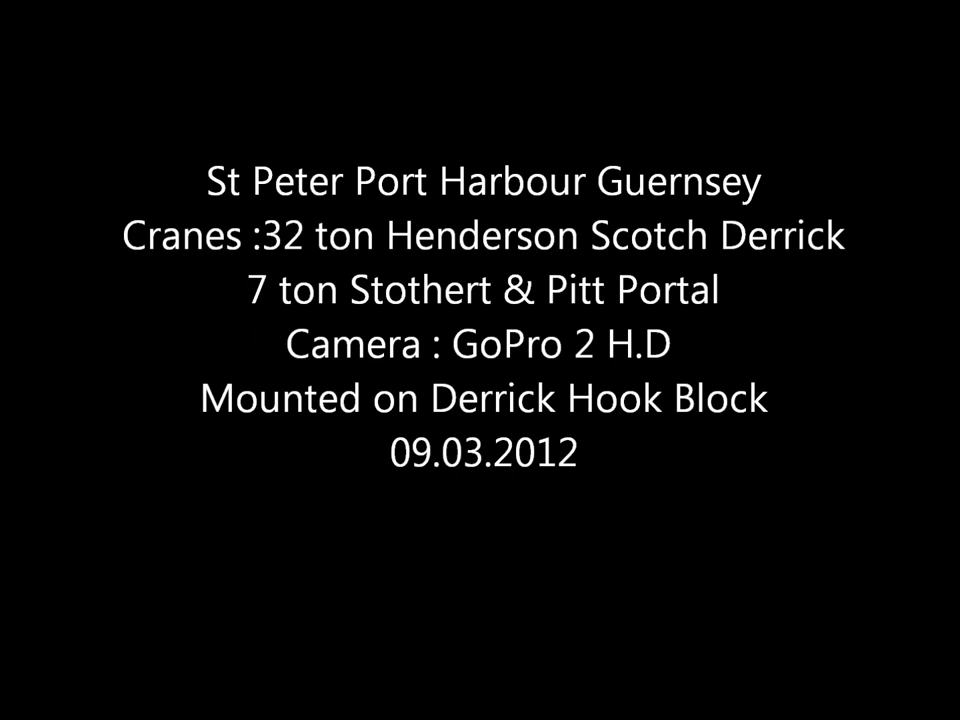 St Peter Port Harbour Guernsey
Cranes :32 ton Henderson Scotch Derrick
7 ton Stothert & Pitt Portal
Camera : GoPro 2 H.D
Mounted on Derrick Hook Block
09.03.2012